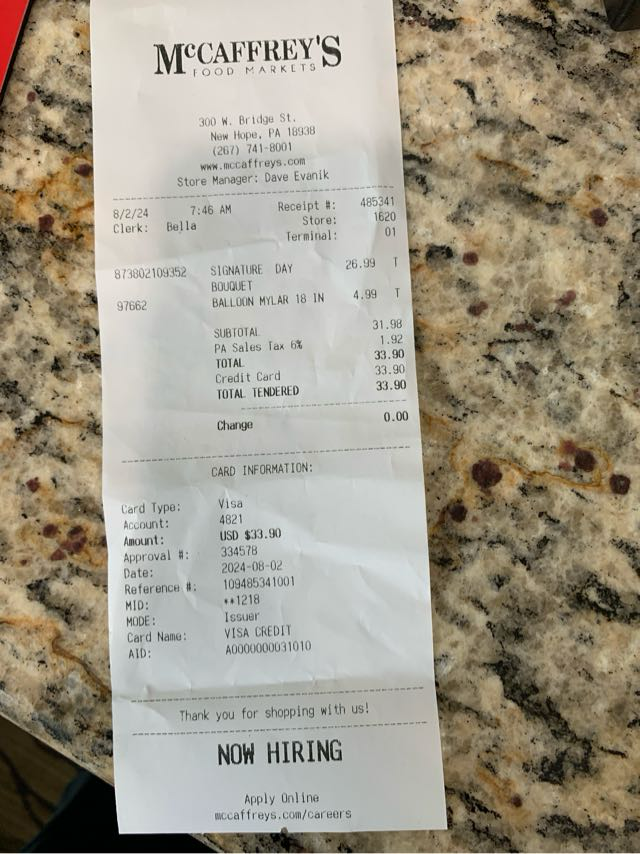 McCAFFREY'S
FOOD MARKETS
300 W. Bridge St.
New Hope, PA 18938
(267) 741-8001
www.mccaffreys.com
Store Manager: Dave Evanik
8/2/24 7:46 AM Receipt #: 485341
Clerk: Bella Store: 1620
Terminal: 01
873802109352 SIGNATURE DAY 26.99 T
BOUQUET
97662 BALLOON MYLAR 18 IN 4.99 T
SUBTOTAL 31.98
PA Sales Tax 6% 1.92
TOTAL 33.90
Credit Card 33.90
TOTAL TENDERED 33.90
Change 0.00
CARD INFORMATION:
Card Type: Visa
Account: 4821
Amount: USD $33.90
Approval #: 334578
Date: 2024-08-02
Reference #: 109485341001
MID: **1218
MODE: Issuer
Card Name: VISA CREDIT
AID: A0000000031010
Thank you for shopping with us!
NOW HIRING
Apply Online
mccaffreys.com/careers